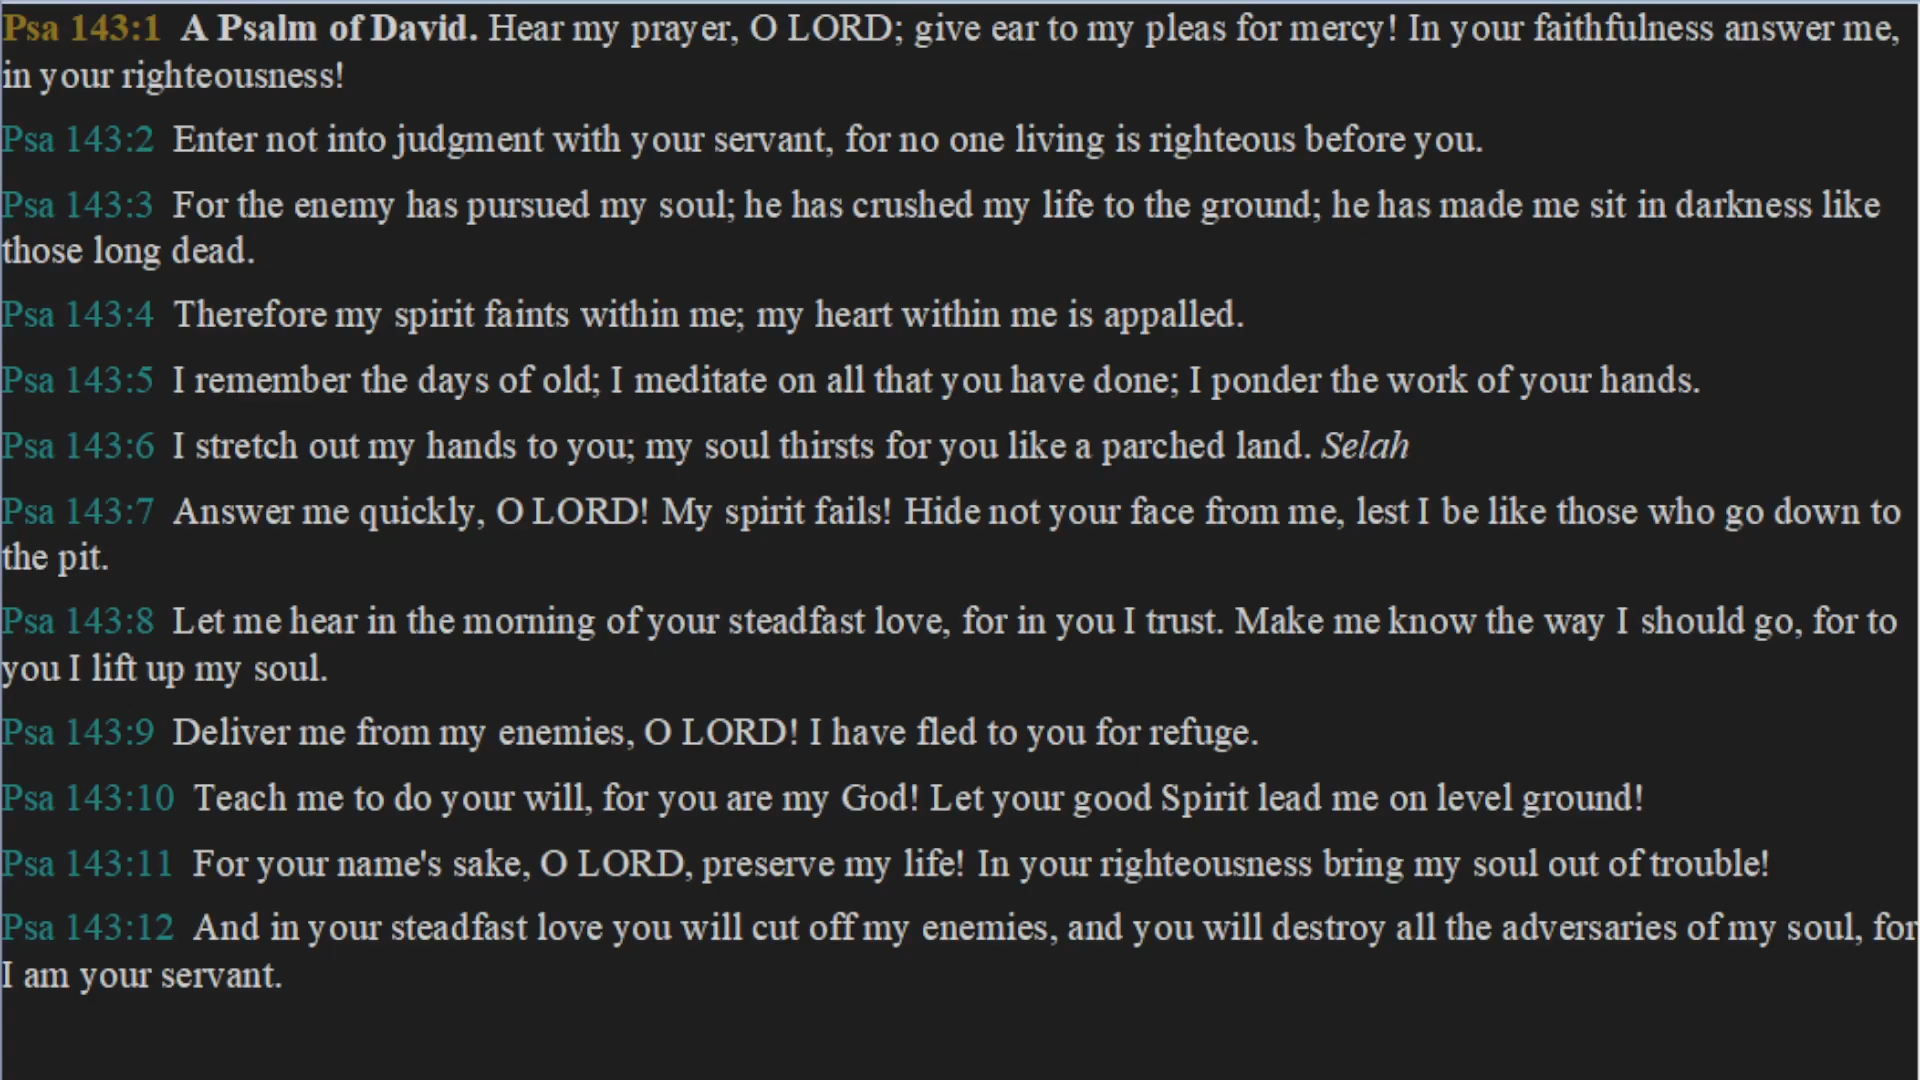 Psa 143:1 A Psalm of David. Hear my prayer, O LORD; give ear to my pleas for mercy! In your faithfulness answer me,
in your righteousness!
Psa 143:2 Enter not into judgment with your servant, for no one living is righteous before you.
Psa 143:3 For the enemy has pursued my soul; he has crushed my life to the ground; he has made me sit in darkness like
those long dead.
Psa 143:4 Therefore my spirit faints within me; my heart within me is appalled.
Psa 143:5 I remember the days of old; I meditate on all that you have done; I ponder the work of your hands.
Psa 143:6 I stretch out my hands to you; my soul thirsts for you like a parched land. Selah
Psa 143:7 Answer me quickly, O LORD! My spirit fails! Hide not your face from me, lest I be like those who go down to
the pit.
Psa 143:8 Let me hear in the morning of your steadfast love, for in you I trust. Make me know the way I should go, for to
you I lift up my soul.
Psa 143:9 Deliver me from my enemies, O LORD! I have fled to you for refuge.
Psa 143:10 Teach me to do your will, for you are my God! Let your good Spirit lead me on level ground!
Psa 143:11 For your name's sake, O LORD, preserve my life! In your righteousness bring my soul out of trouble!
Psa 143:12 And in your steadfast love you will cut off my enemies, and you will destroy all the adversaries of my soul, for
I am your servant.